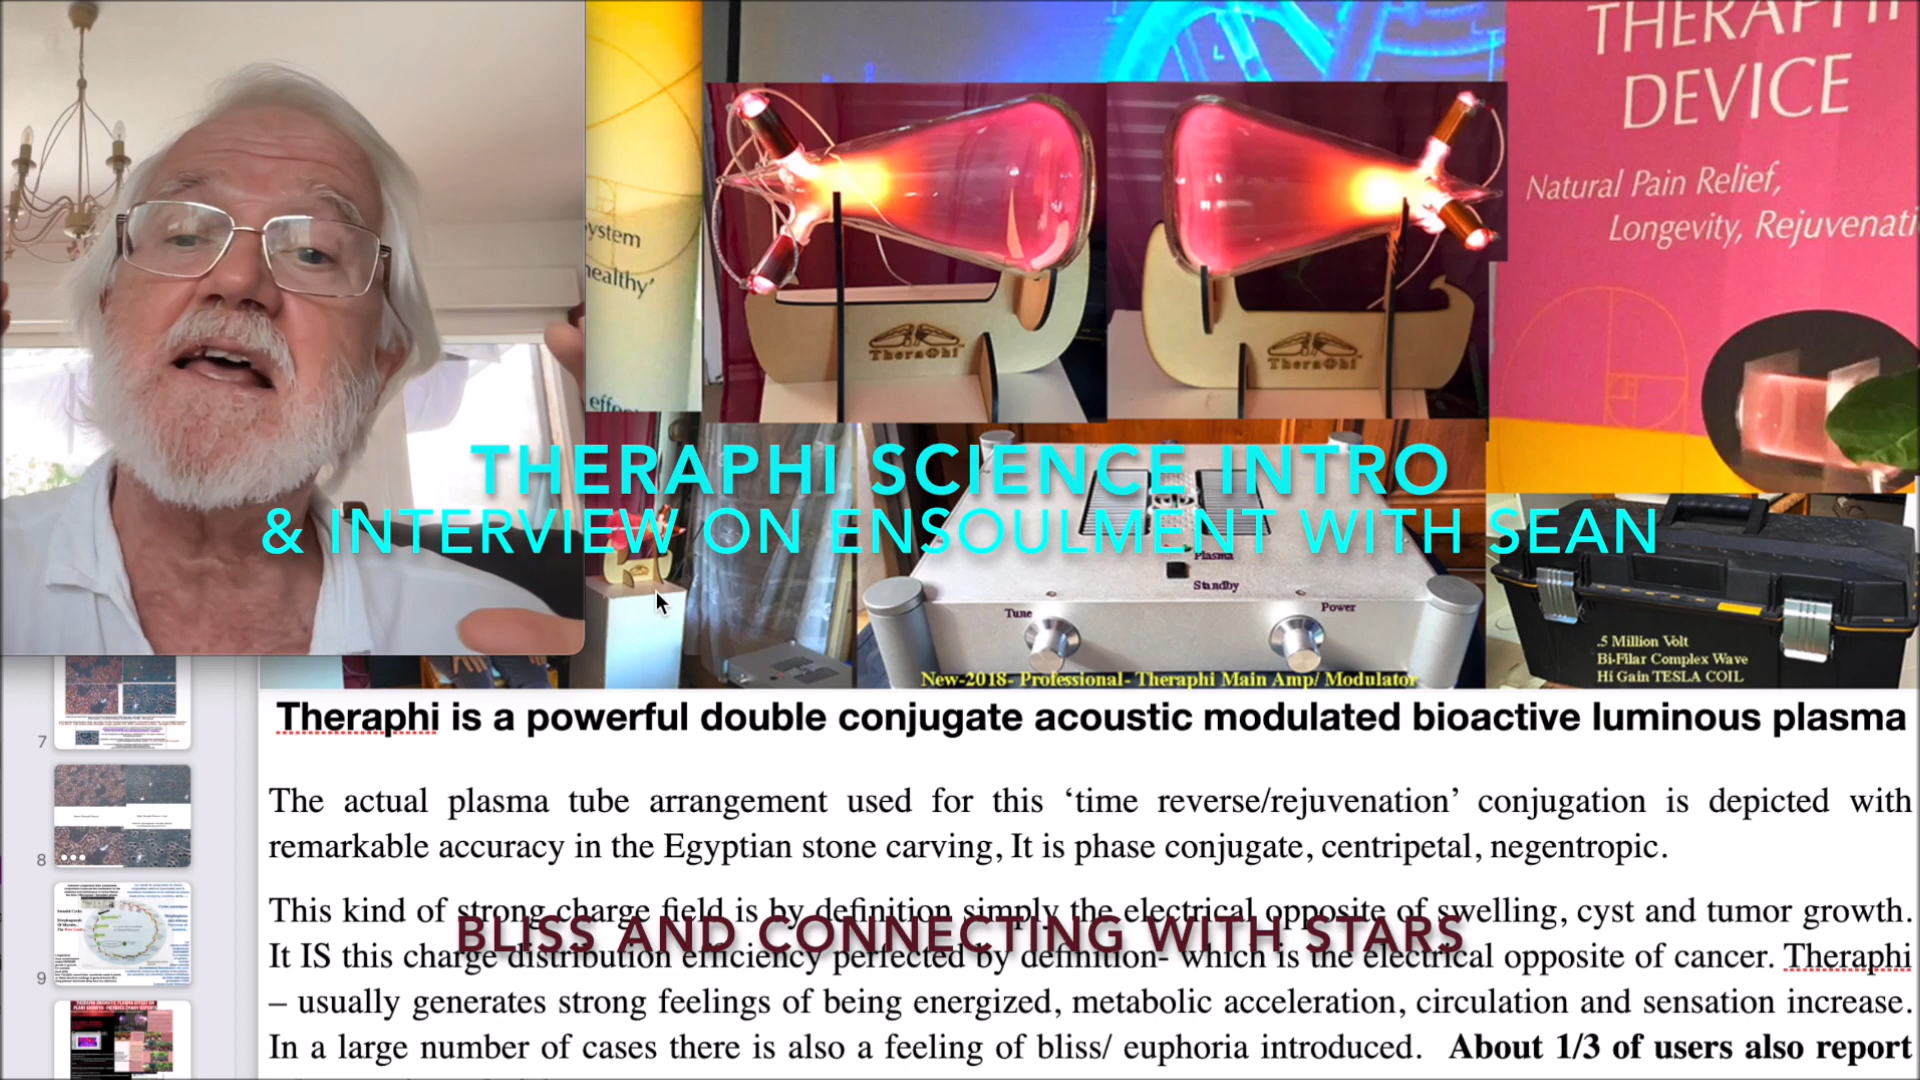 THERAPHI
DEVICE
Natural Pain Relief,
Longevity, Rejuvenati
ystem
healthy'
TheraPhi
TheraPhi
effe
THERAPHI SCIENCE INTRO
& INTERVIEW ON ENSOULMENT WITH SEAN
Plasma
Standby
Tune
Power
.5 Million Volt
Bi-Filar Complex Wave
Hi Gain TESLA COIL
New-2018- Professional- Theraphi Main Amp/ Modulator
Theraphi is a powerful double conjugate acoustic modulated bioactive luminous plasma
7
The actual plasma tube arrangement used for this ‘time reverse/rejuvenation’ conjugation is depicted with
remarkable accuracy in the Egyptian stone carving, It is phase conjugate, centripetal, negentropic.
8
This kind of strong charge field is by definition simply the electrical opposite of swelling, cyst and tumor growth.
BLISS AND CONNECTING WITH STARS
It IS this charge distribution efficiency perfected by definition- which is the electrical opposite of cancer. Theraphi
9
– usually generates strong feelings of being energized, metabolic acceleration, circulation and sensation increase.
In a large number of cases there is also a feeling of bliss/ euphoria introduced. About 1/3 of users also report